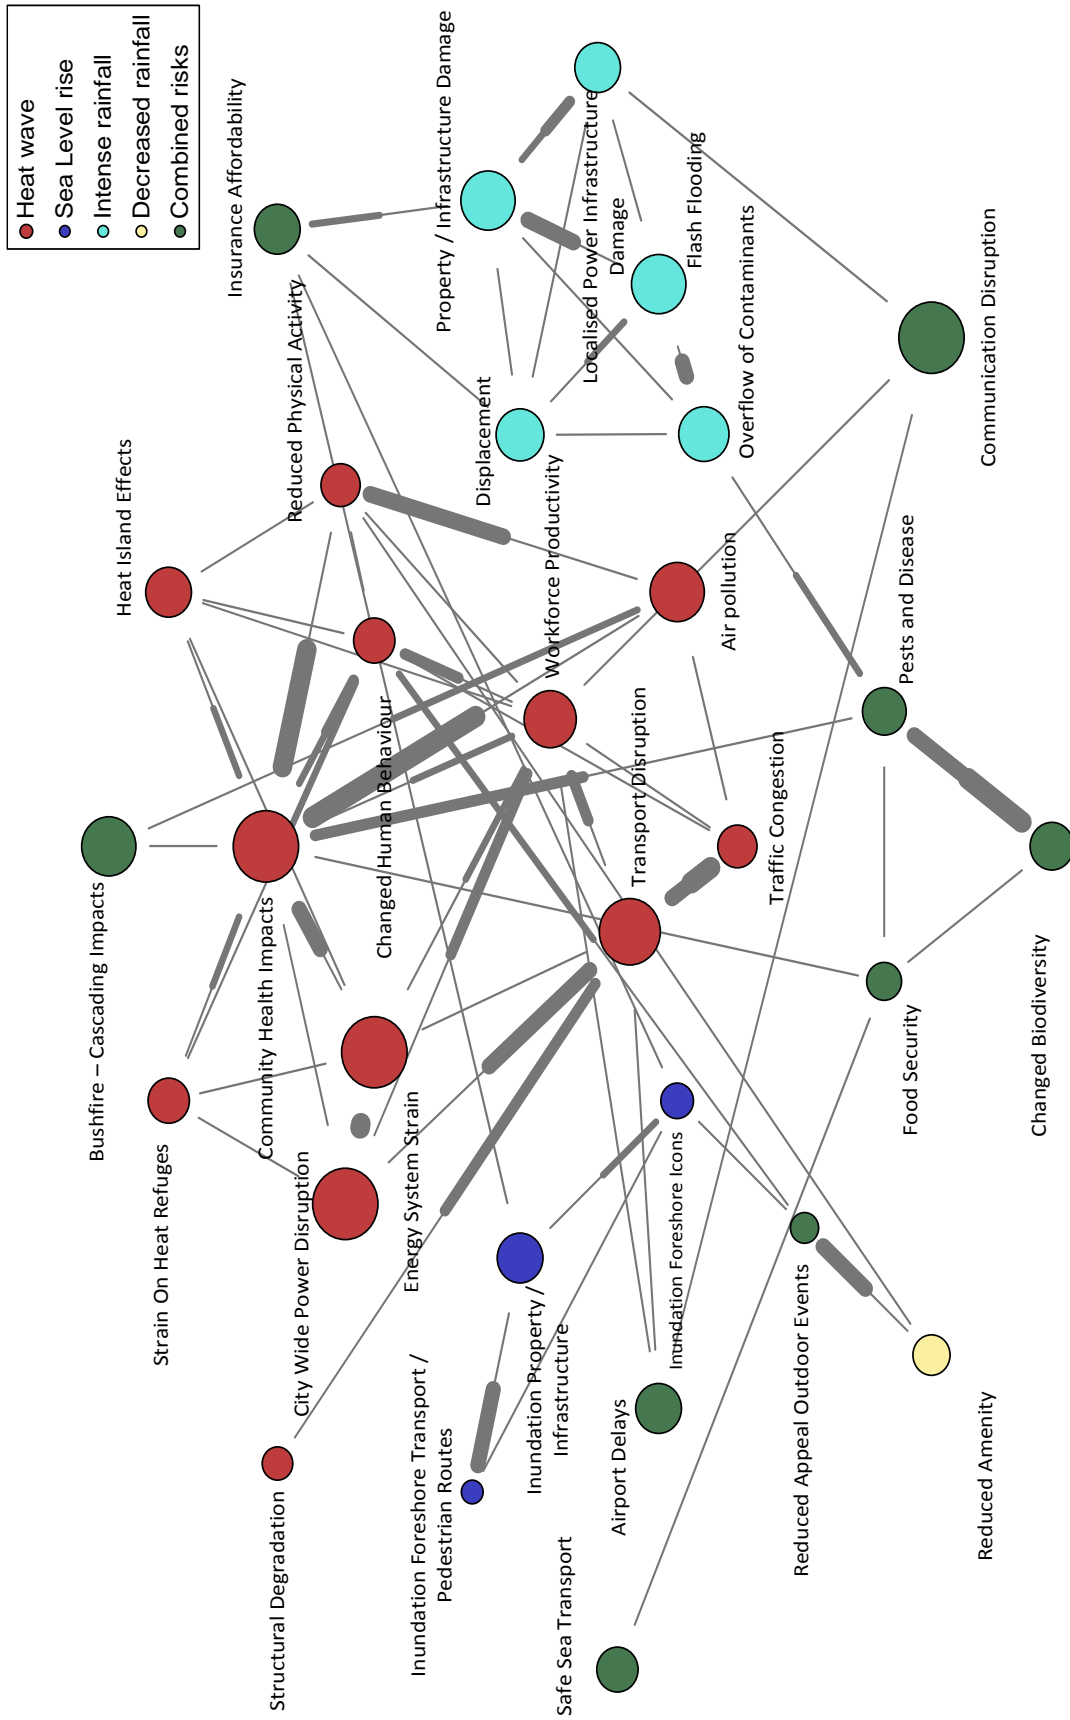 Heat wave
Sea Level rise
Intense rainfall
Decreased rainfall
Combined risks
Bushfire – Cascading Impacts
Strain On Heat Refuges
Heat Island Effects
Insurance Affordability
Structural Degradation
Community Health Impacts
City Wide Power Disruption
Reduced Physical Activity
Changed Human Behaviour
Energy System Strain
Property / Infrastructure Damage
Inundation Foreshore Transport /
Pedestrian Routes
Displacement
Inundation Property /
Infrastructure
Workforce Productivity
Localised Power Infrastructure
Damage
Safe Sea Transport
Airport Delays
Transport Disruption
Inundation Foreshore Icons
Flash Flooding
Air pollution
Overflow of Contaminants
Traffic Congestion
Reduced Appeal Outdoor Events
Pests and Disease
Food Security
Communication Disruption
Reduced Amenity
Changed Biodiversity